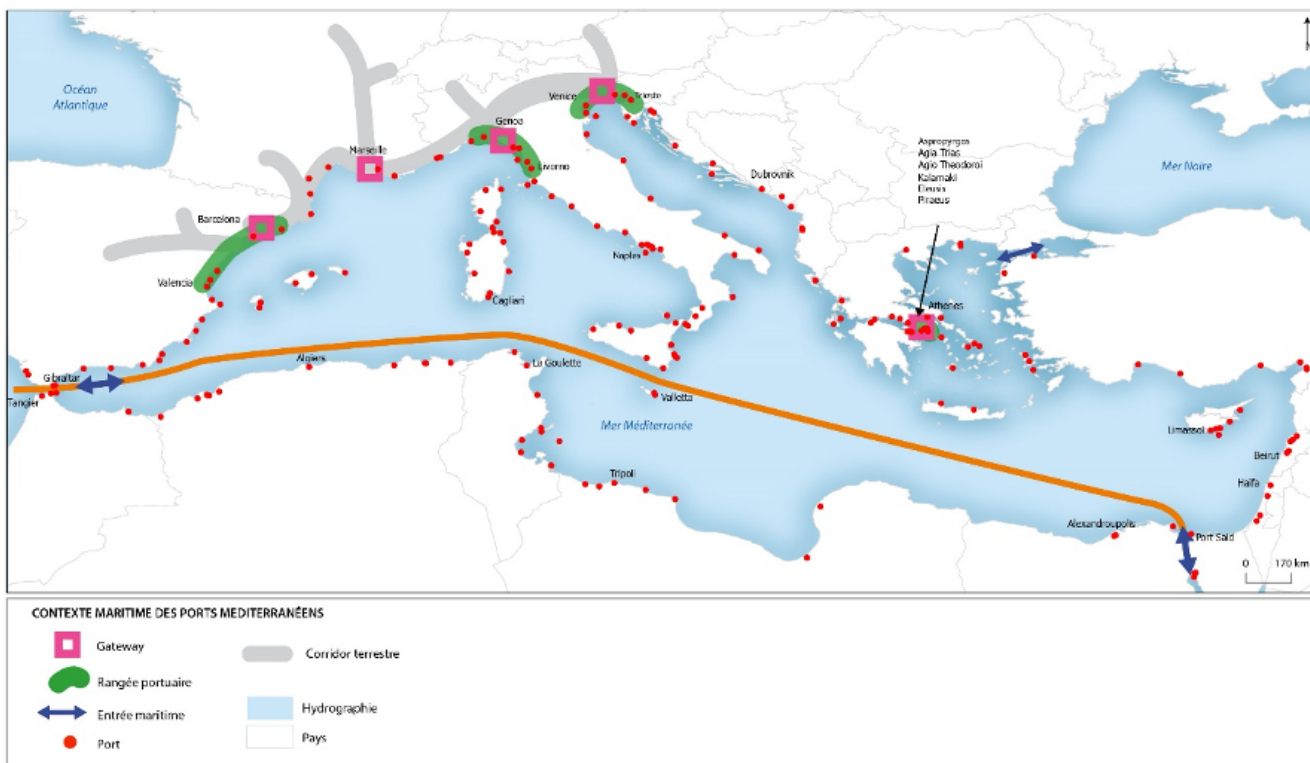 Océan
Atlantique
Mer Noire
Venice
Trieste
Genoa
Livorno
Marseille
Barcelona
Valencia
Dubrovnik
Aspropyrgos
Agia Trias
Agio Theodoroi
Kalamaki
Eleusis
Piraeus
Naples
Cagliari
Athenes
Gibraltar
Tangier
Algiers
La Goulette
Valletta
Mer Méditerranée
Tripoli
Limassol
Beirut
Haïfa
Alexandroupolis
Port Said
0 170 km
N
CONTEXTE MARITIME DES PORTS MEDITERRANÉENS
Gateway
Corridor terrestre
Rangée portuaire
Entrée maritime
Hydrographie
Port
Pays